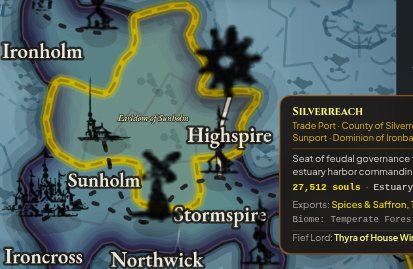 Ironholm
Earldom of Sunholm
Highspire
Sunholm
Stormspire
Ironcross
Northwick
SILVERREACH
Trade Port · County of Silverre
Sunport · Dominion of Ironba
Seat of feudal governance
estuary harbor commandin
27,512 souls · Estuary
Exports: Spices & Saffron,
Biome: Temperate Fores
Fief Lord: Thyra of House Wi